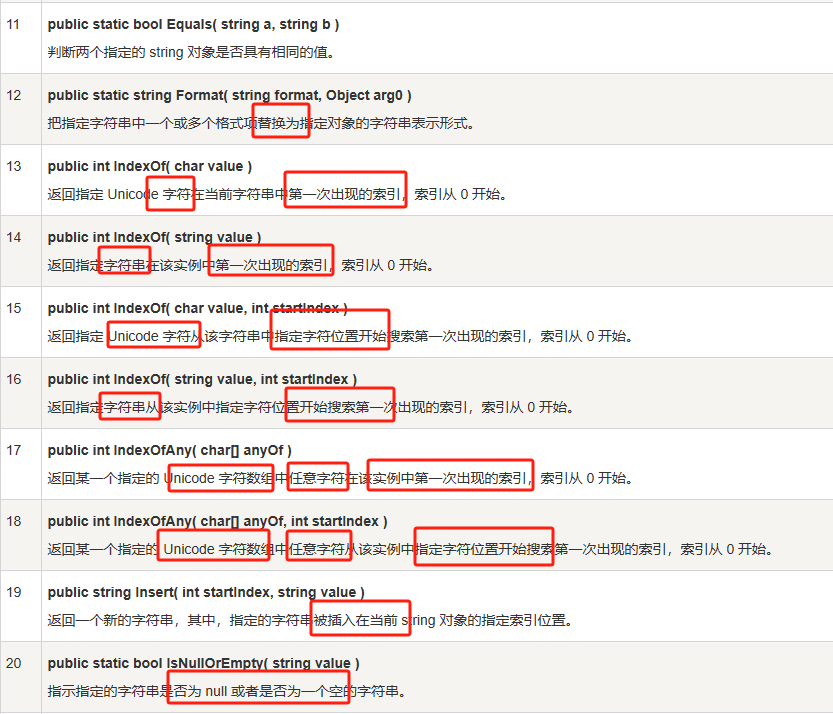 11 public static bool Equals( string a, string b )
判断两个指定的 string 对象是否具有相同的值。
12 public static string Format( string format, Object arg0 )
把指定字符串中一个或多个格式项替换为指定对象的字符串表示形式。
13 public int IndexOf( char value )
返回指定 Unicode 字符在当前字符串中第一次出现的索引，索引从 0 开始。
14 public int IndexOf( string value )
返回指定字符串在该实例中第一次出现的索引，索引从 0 开始。
15 public int IndexOf( char value, int startIndex )
返回指定 Unicode 字符从该字符串中指定字符位置开始搜索第一次出现的索引，索引从 0 开始。
16 public int IndexOf( string value, int startIndex )
返回指定字符串从该实例中指定字符位置开始搜索第一次出现的索引，索引从 0 开始。
17 public int IndexOfAny( char[] anyOf )
返回某一个指定的 Unicode 字符数组中任意字符在该实例中第一次出现的索引，索引从 0 开始。
18 public int IndexOfAny( char[] anyOf, int startIndex )
返回某一个指定的 Unicode 字符数组中任意字符从该实例中指定字符位置开始搜索第一次出现的索引，索引从 0 开始。
19 public string Insert( int startIndex, string value )
返回一个新的字符串，其中，指定的字符串被插入在当前 string 对象的指定索引位置。
20 public static bool IsNullOrEmpty( string value )
指示指定的字符串是否为 null 或者是否为一个空的字符串。